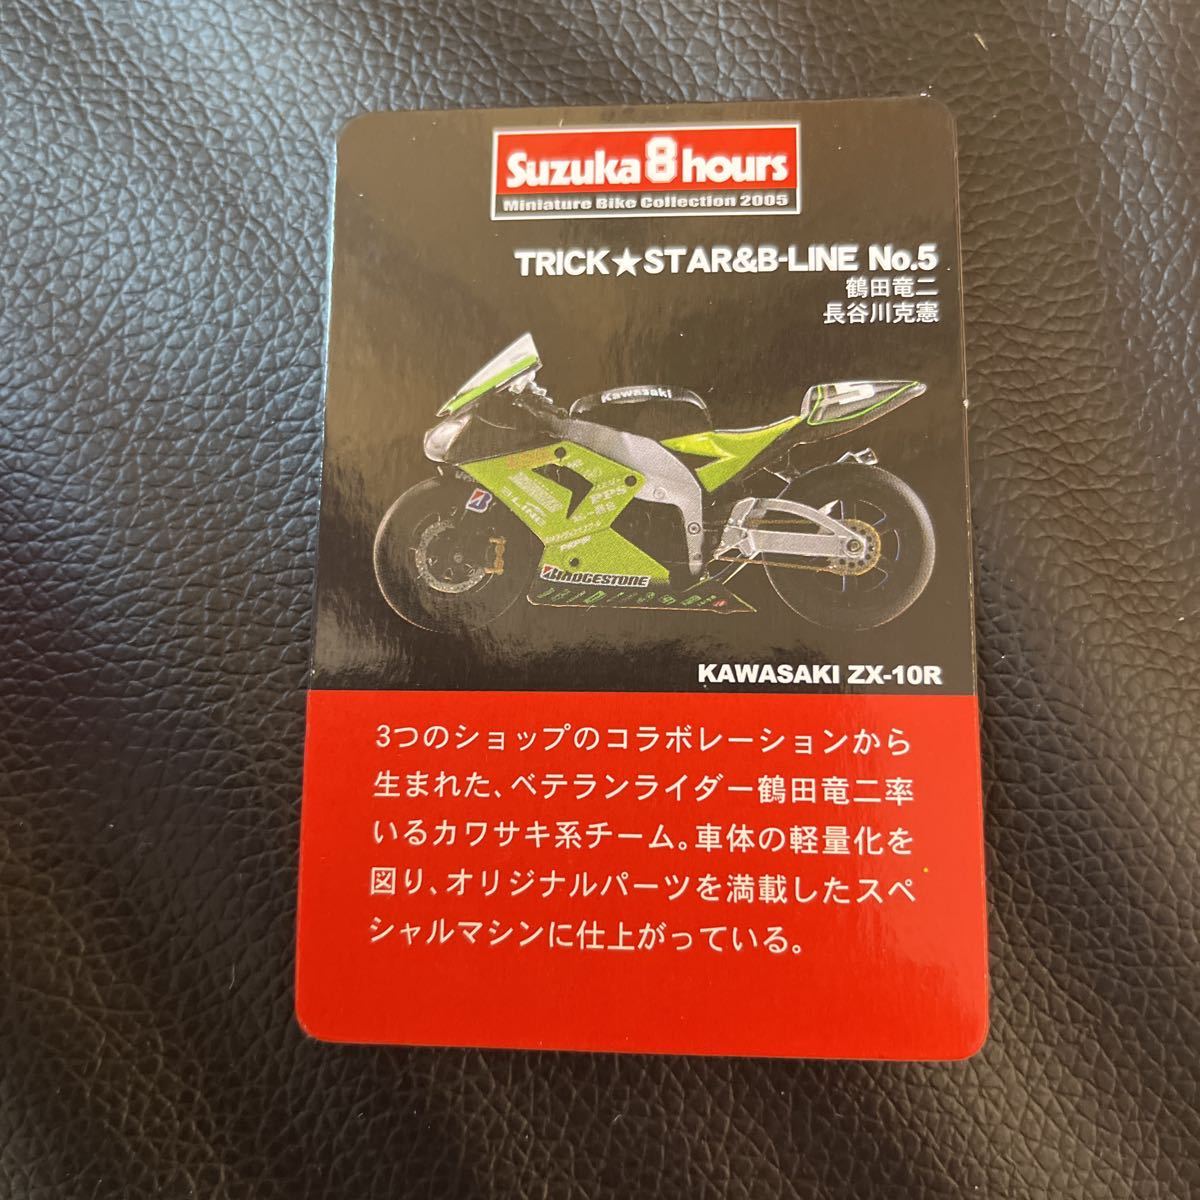 Suzuka 8 hours
Miniature Bike Collection 2005
TRICK★STAR&B-LINE No.5
鶴田竜二
長谷川克憲
Kawasaki
5
B-LINE
PPS
BRIDGESTONE
KAWASAKI ZX-10R
3つのショップのコラボレーションから
生まれた、ベテランライダー鶴田竜二率
いるカワサキ系チーム。車体の軽量化を
図り、オリジナルパーツを満載したスペ
シャルマシンに仕上がっている。